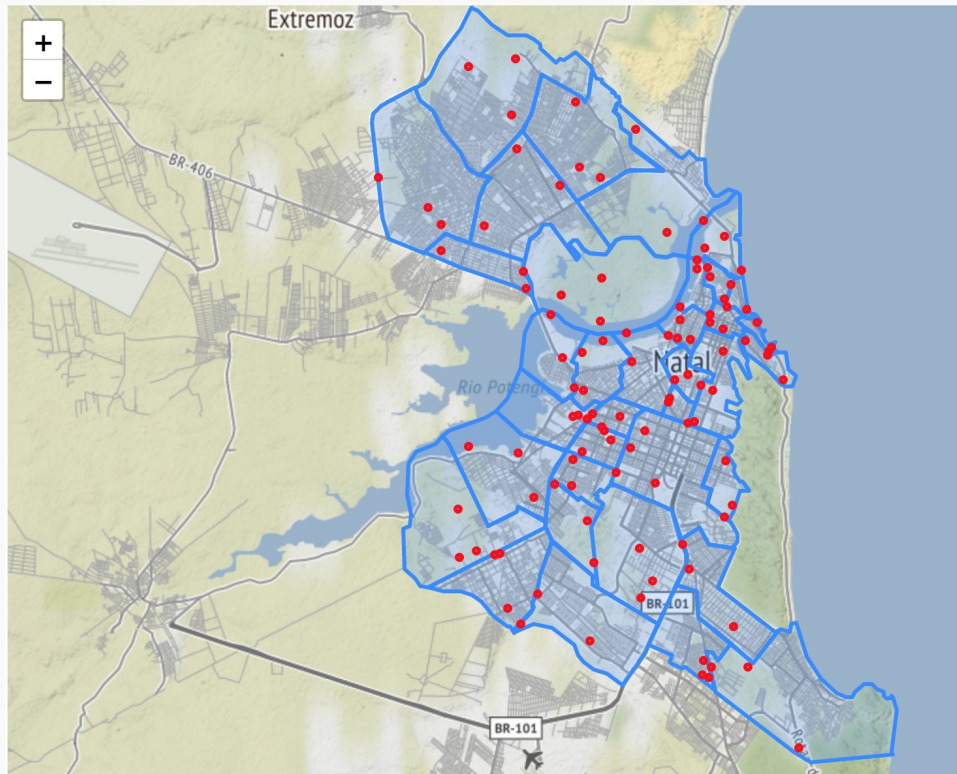 +
−
Extremoz
BR-406
Natal
Rio Potengi
BR-101
BR-101